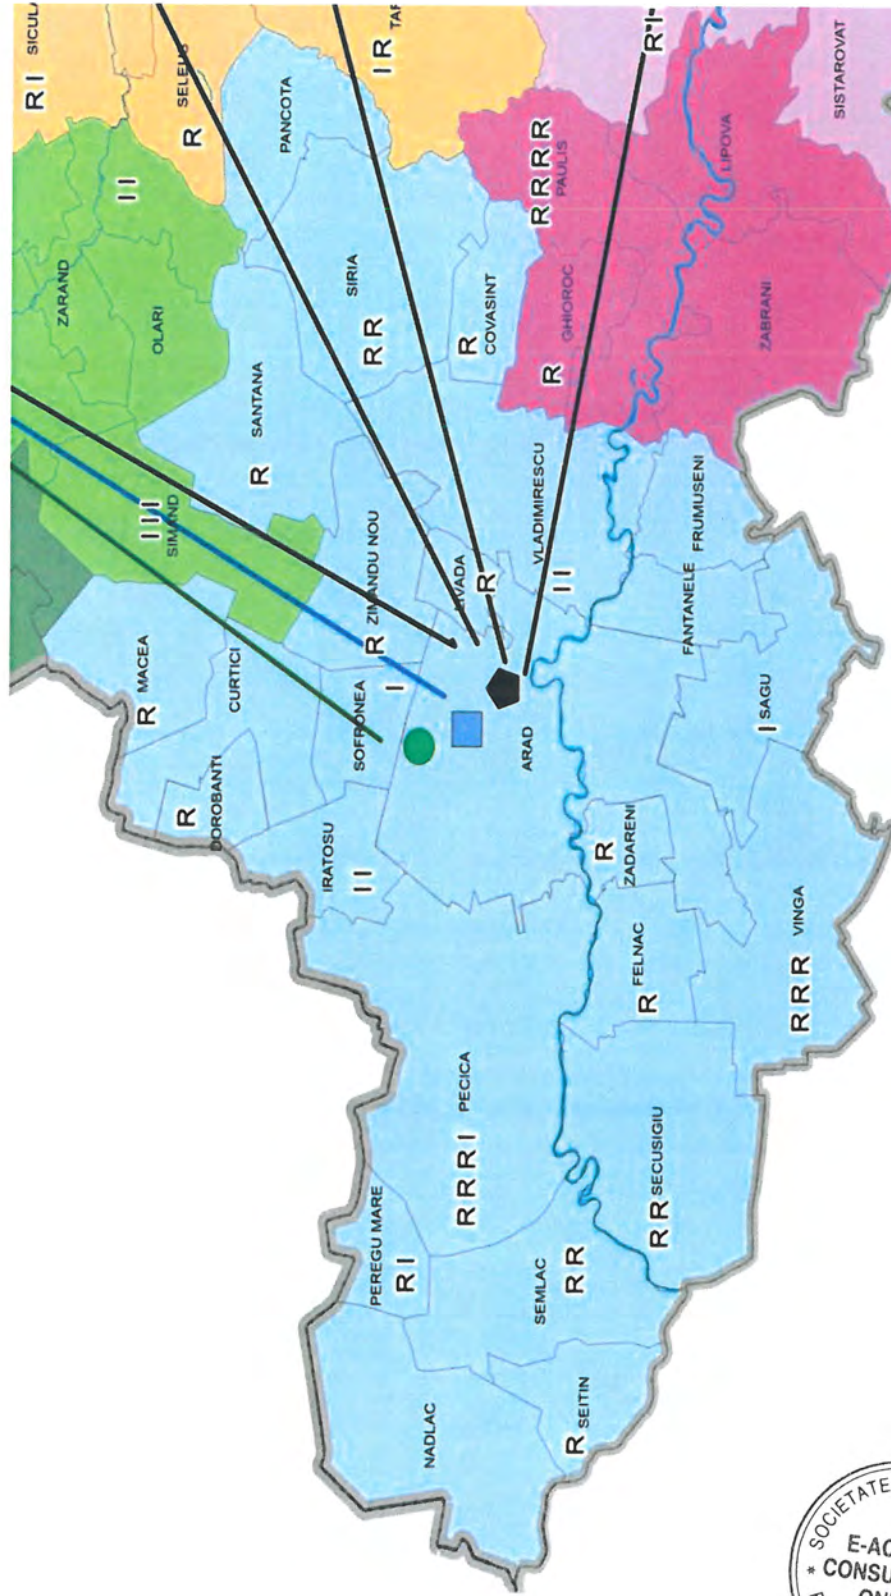 R I
SICULA
ZARAND
I I
OLARI
R
SELEUS
I I I
SIMAND
R
MACEA
R
DOROBANTI
CURTICI
SANTANA
R
PANCOTA
IRATOSU
I I
SOFRONEA
ZIMANDU NOU
R
I
SIRIA
R R
I R
TAR
PEREGU MARE
R I
NADLAC
PECICA
R R R I
LIVADA
R
COVASINT
R
ARAD
VLADIMIRESCU
I I
R R R R
PAULIS
GHIOROC
R
SEMLAC
R R
SEITIN
R
ZADARENI
R
FELNAC
R
SECUSIGIU
R R
R I
FANTANELE
FRUMUSENI
LIPOVA
ZABRANI
SAGU
I
VINGA
R R R
SISTAROVAT
* SOCIETATE
E-AC
CONSU